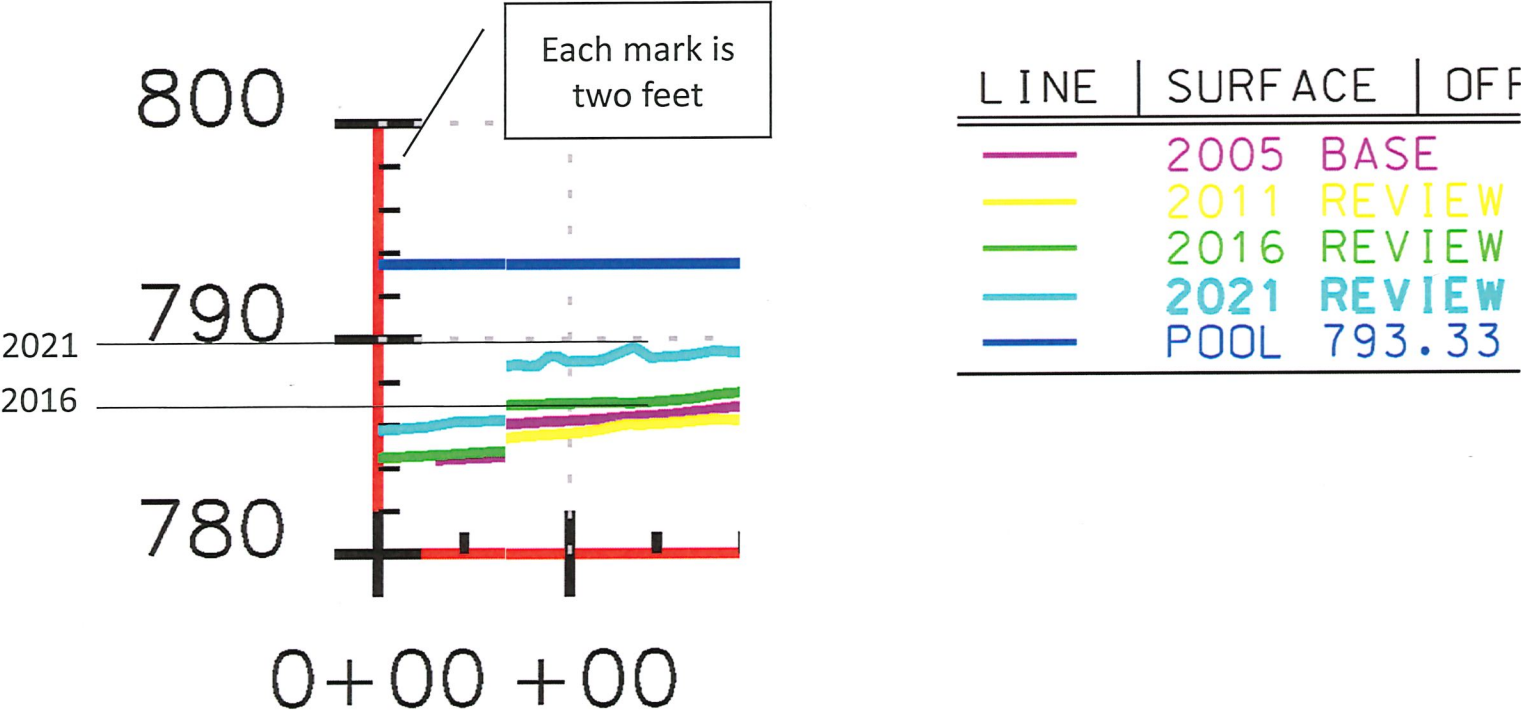 Each mark is
two feet
800
790
2021
2016
780
0+00 +00
LINE | SURFACE | OFF
2005 BASE
2011 REVIEW
2016 REVIEW
2021 REVIEW
POOL 793.33